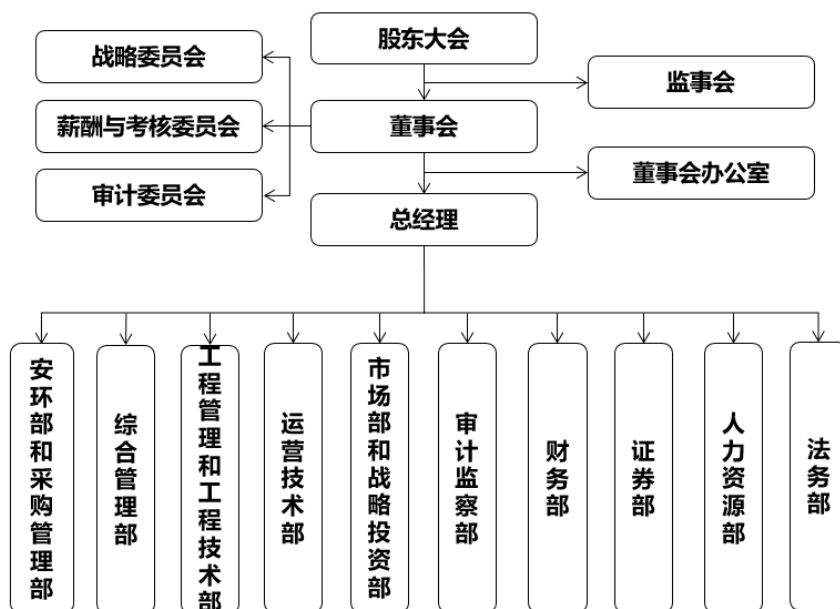 股东大会
战略委员会
监事会
薪酬与考核委员会
董事会
董事会办公室
审计委员会
总经理
安环部和采购管理部
综合管理部
工程管理和工程技术部
运营技术部
市场部和战略投资部
审计监察部
财务部
证券部
人力资源部
法务部